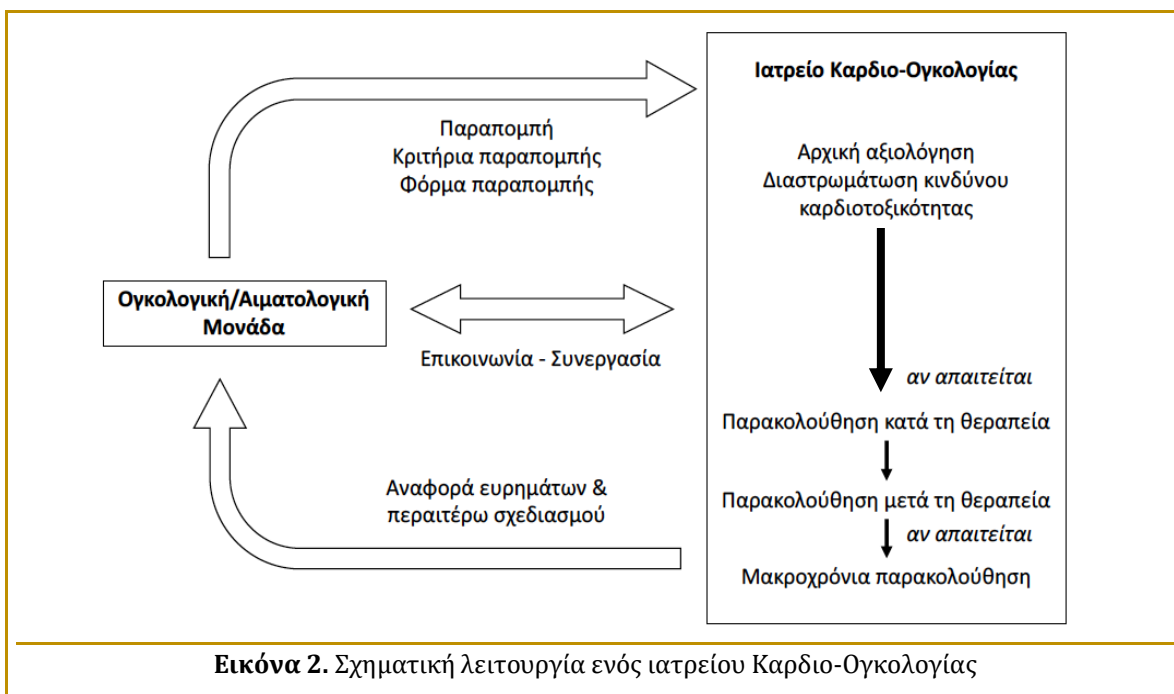 Ιατρείο Καρδιο-Ογκολογίας
Παραπομπή
Κριτήρια παραπομπής
Φόρμα παραπομπής
Αρχική αξιολόγηση
Διαστρωμάτωση κινδύνου
καρδιοτοξικότητας
Ογκολογική/Αιματολογική
Μονάδα
Επικοινωνία - Συνεργασία
αν απαιτείται
Παρακολούθηση κατά τη θεραπεία
Αναφορά ευρημάτων &
περαιτέρω σχεδιασμού
Παρακολούθηση μετά τη θεραπεία
αν απαιτείται
Μακροχρόνια παρακολούθηση
Εικόνα 2. Σχηματική λειτουργία ενός ιατρείου Καρδιο-Ογκολογίας